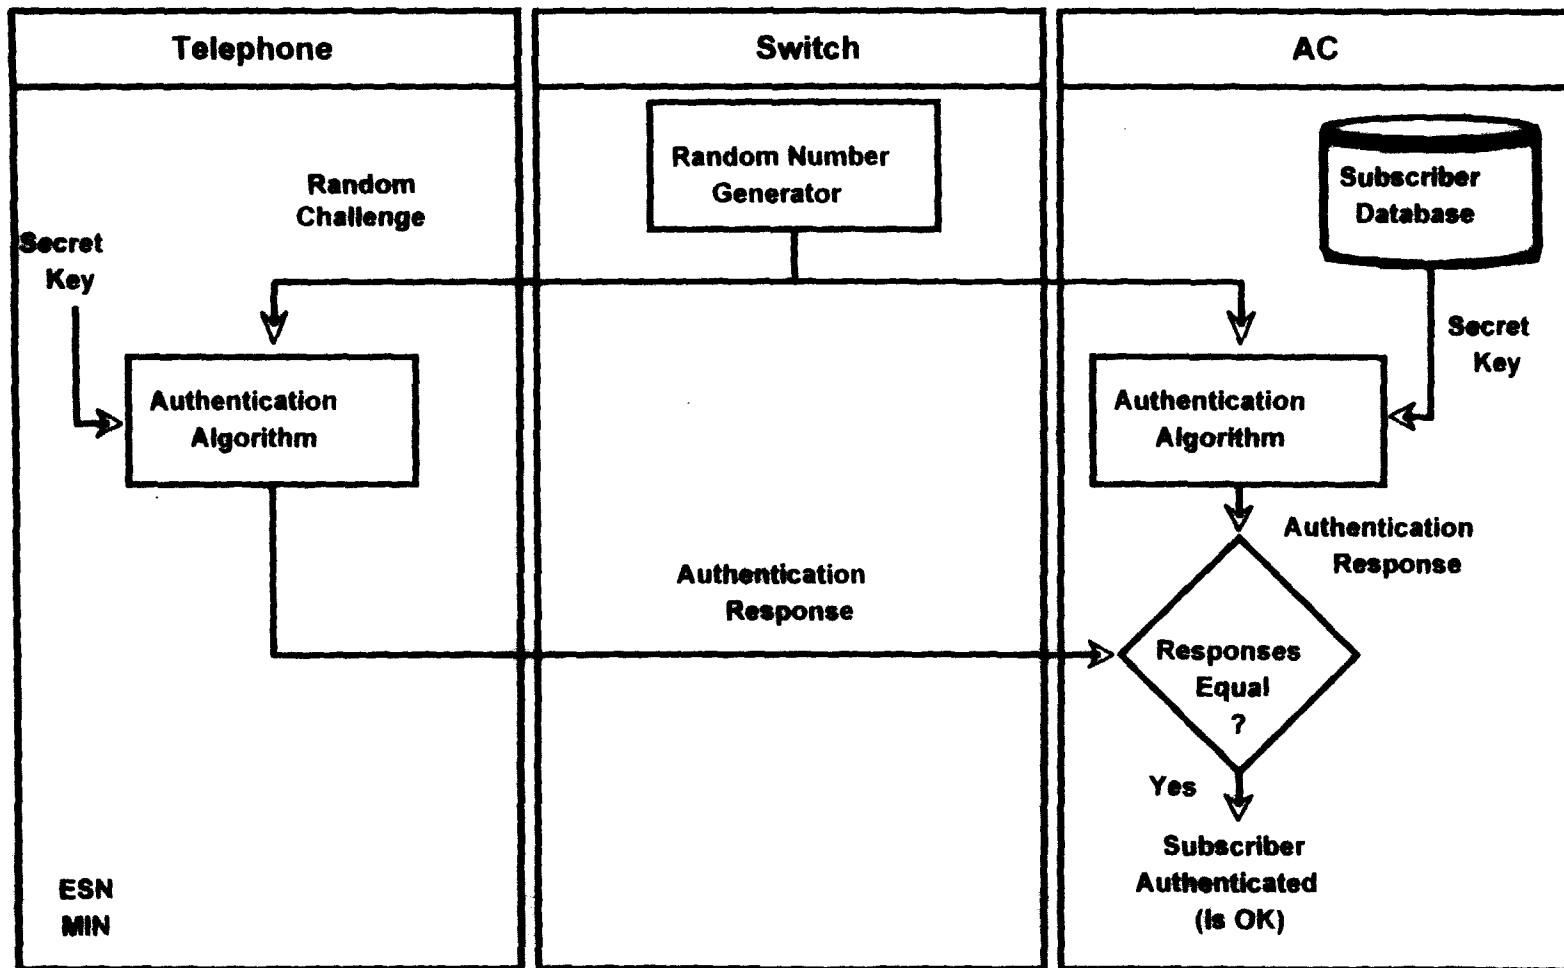 Telephone
Switch
AC
Random
Challenge
Secret
Key
Authentication
Algorithm
ESN
MIN
Random Number
Generator
Authentication
Response
Subscriber
Database
Secret
Key
Authentication
Algorithm
Authentication
Response
Responses
Equal
?
Yes
Subscriber
Authenticated
(Is OK)